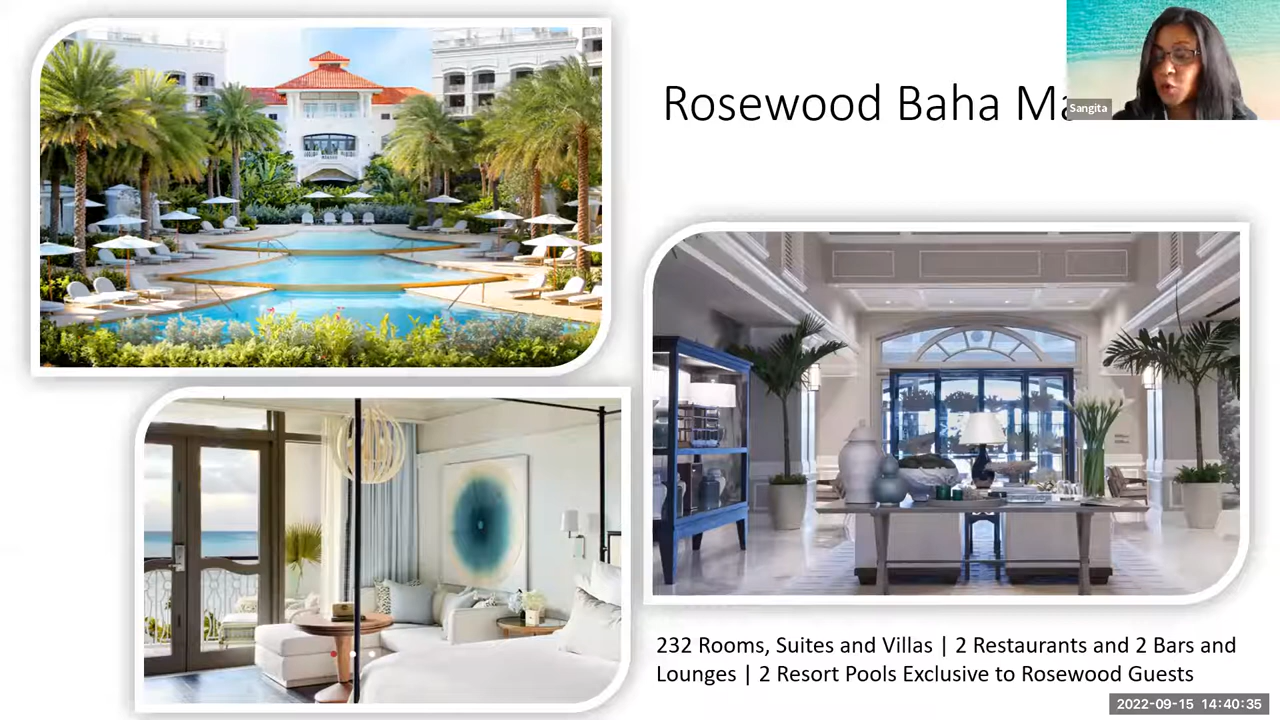 Rosewood Baha Ma
Sangita
232 Rooms, Suites and Villas | 2 Restaurants and 2 Bars and
Lounges | 2 Resort Pools Exclusive to Rosewood Guests
2022-09-15 14:40:35